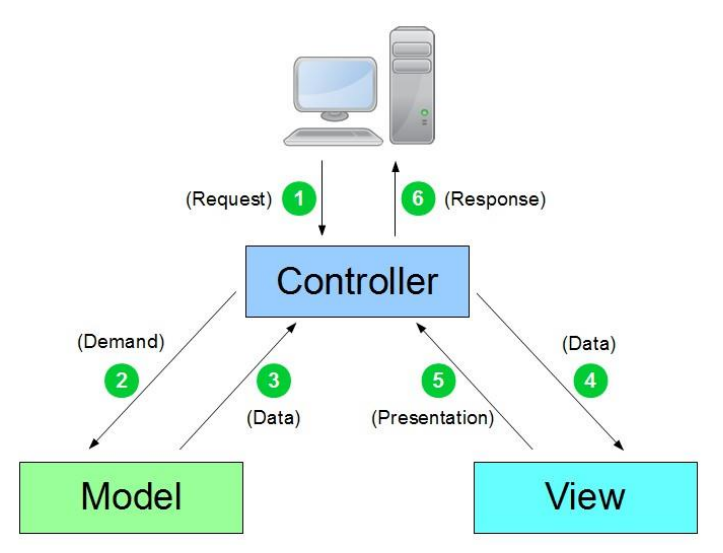 (Request) 1 6 (Response)
Controller
(Demand) (Data)
2 3 5 4
(Data) (Presentation)
Model View